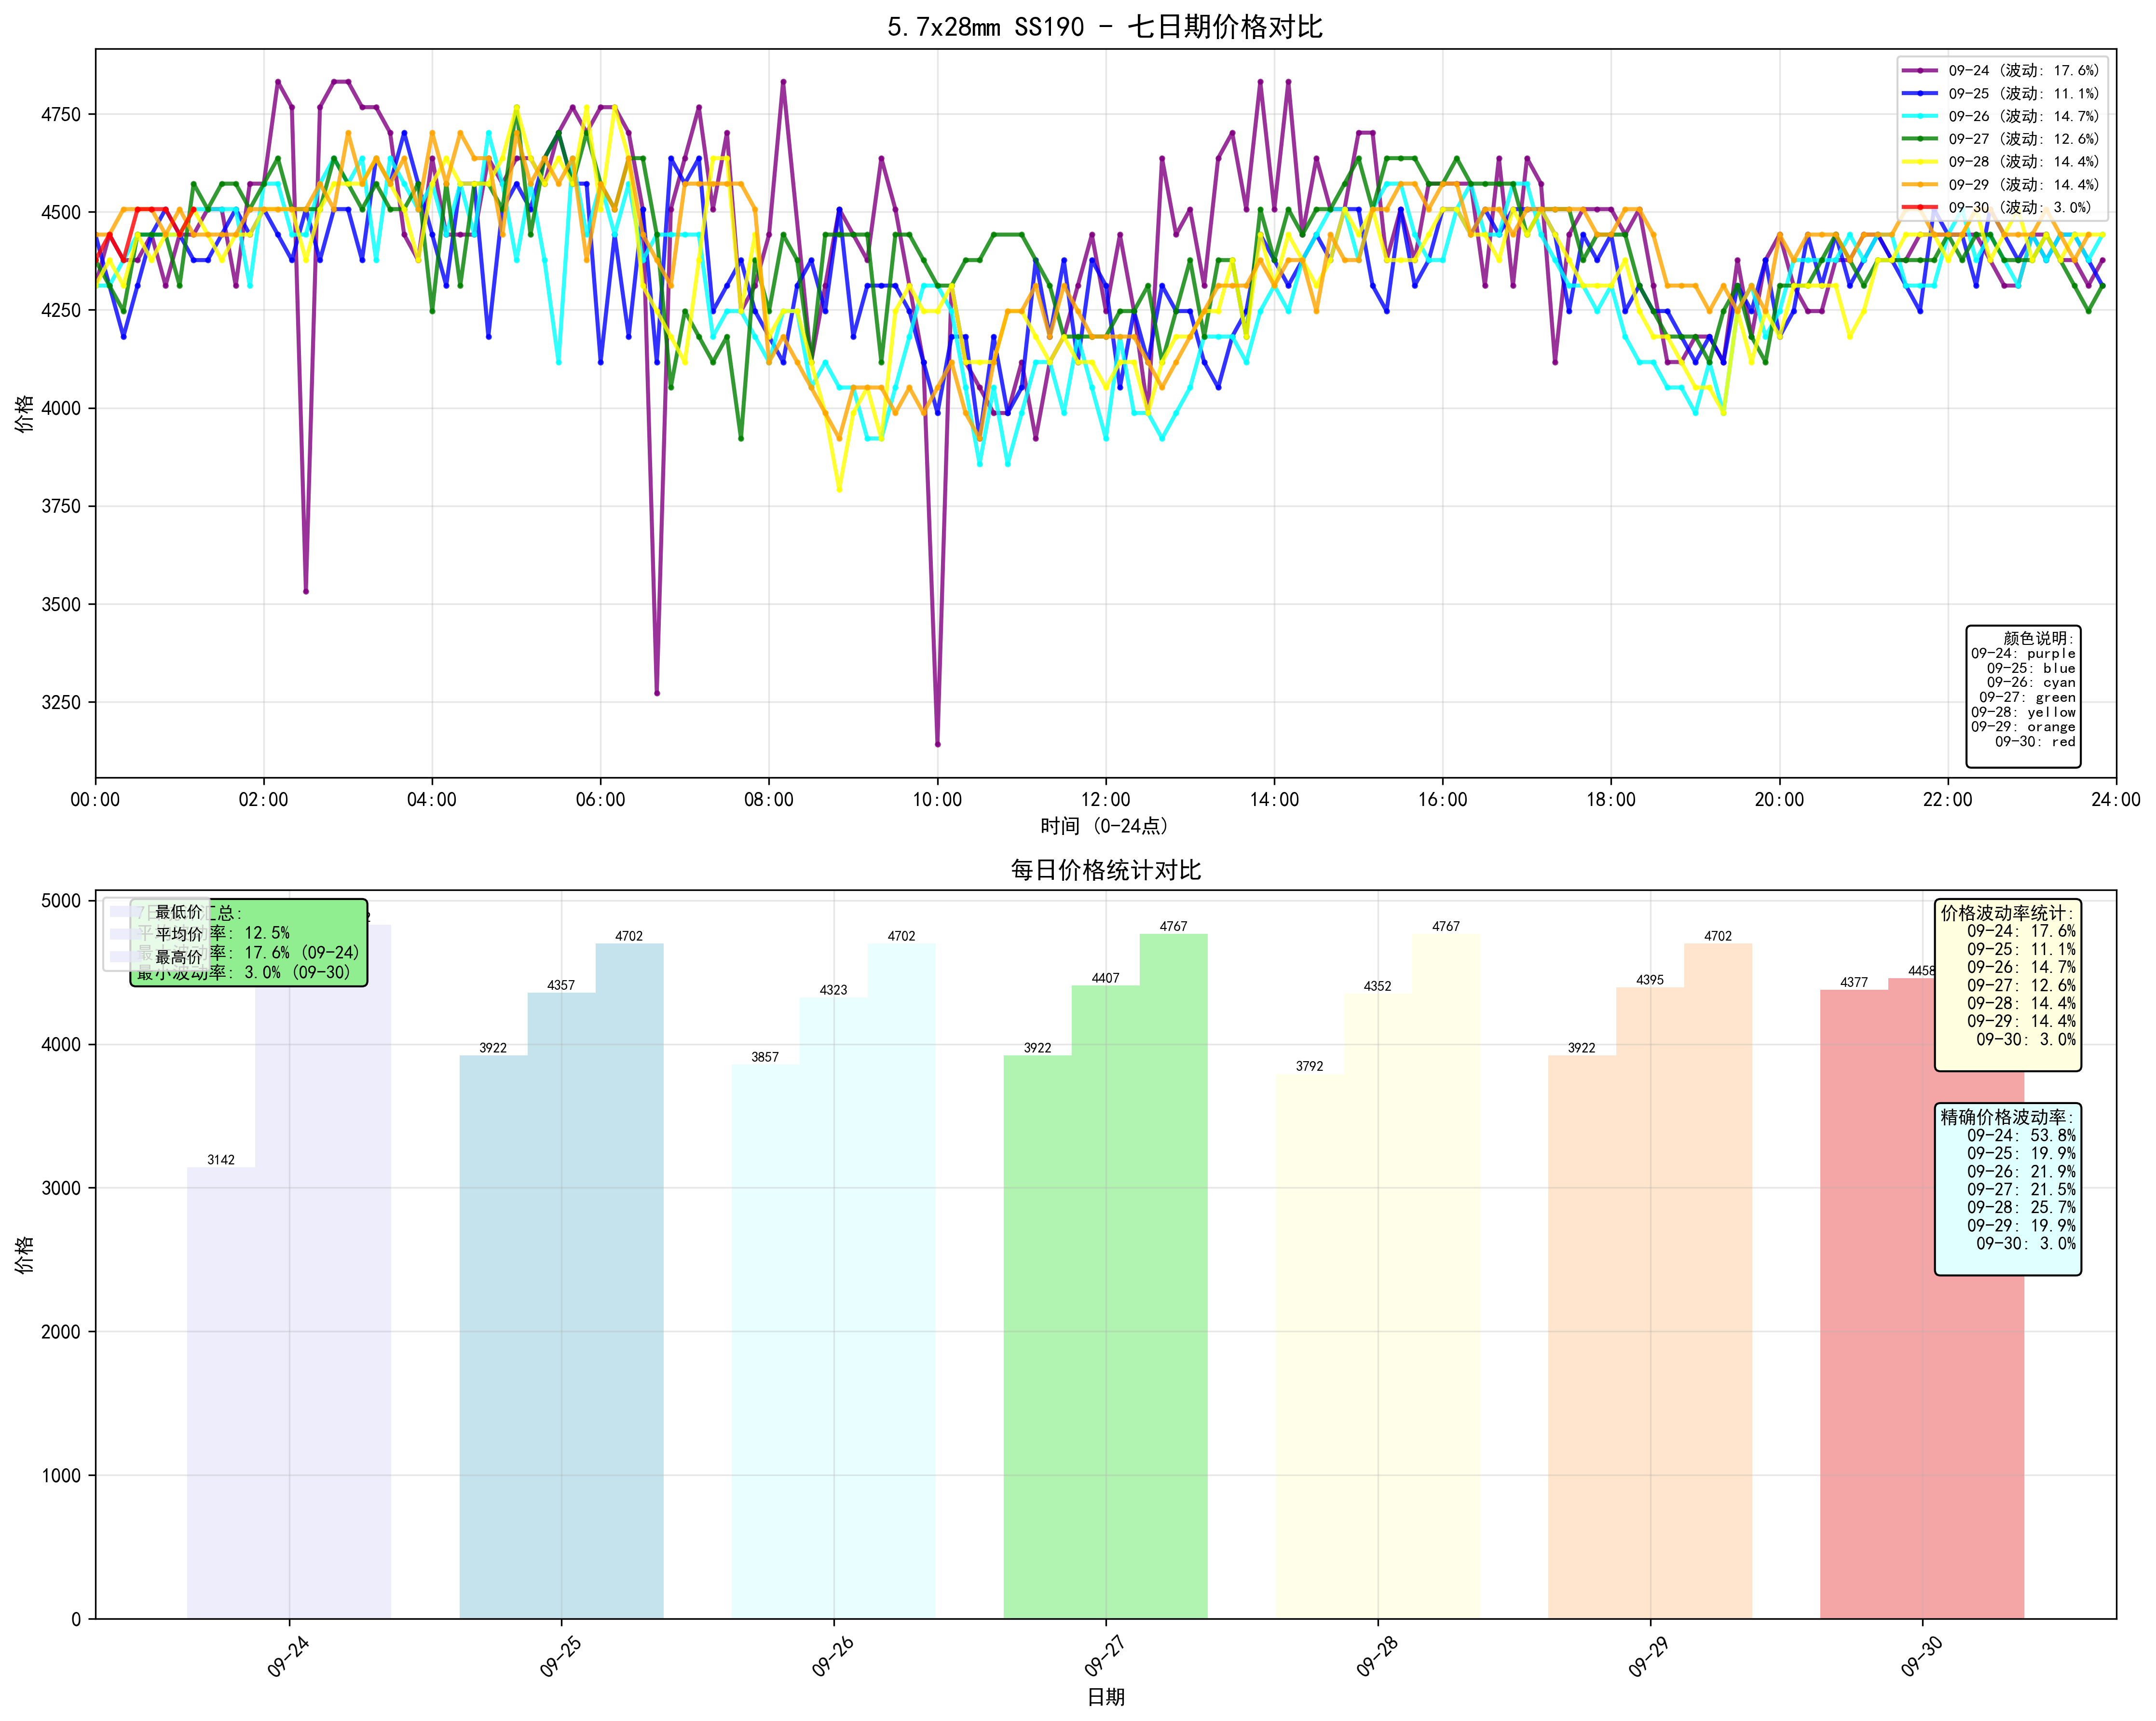 5.7x28mm SS190 - 七日期价格对比
09-24 (波动: 17.6%)
09-25 (波动: 11.1%)
09-26 (波动: 14.7%)
09-27 (波动: 12.6%)
09-28 (波动: 14.4%)
09-29 (波动: 14.4%)
09-30 (波动: 3.0%)
价格
4750
4500
4250
4000
3750
3500
3250
颜色说明:
09-24: purple
09-25: blue
09-26: cyan
09-27: green
09-28: yellow
09-29: orange
09-30: red
00:00 02:00 04:00 06:00 08:00 10:00 12:00 14:00 16:00 18:00 20:00 22:00 24:00
时间 (0-24点)
每日价格统计对比
价格
5000
4000
3000
2000
1000
0
最低价
平均价
最高价
汇总:
率: 12.5%
率: 17.6% (09-24)
最小波动率: 3.0% (09-30)
3142
3922 4357 4702
3857 4323 4702
3922 4407 4767
3792 4352 4767
3922 4395 4702
4377 4458
价格波动率统计:
09-24: 17.6%
09-25: 11.1%
09-26: 14.7%
09-27: 12.6%
09-28: 14.4%
09-29: 14.4%
09-30: 3.0%
精确价格波动率:
09-24: 53.8%
09-25: 19.9%
09-26: 21.9%
09-27: 21.5%
09-28: 25.7%
09-29: 19.9%
09-30: 3.0%
09-24 09-25 09-26 09-27 09-28 09-29 09-30
日期